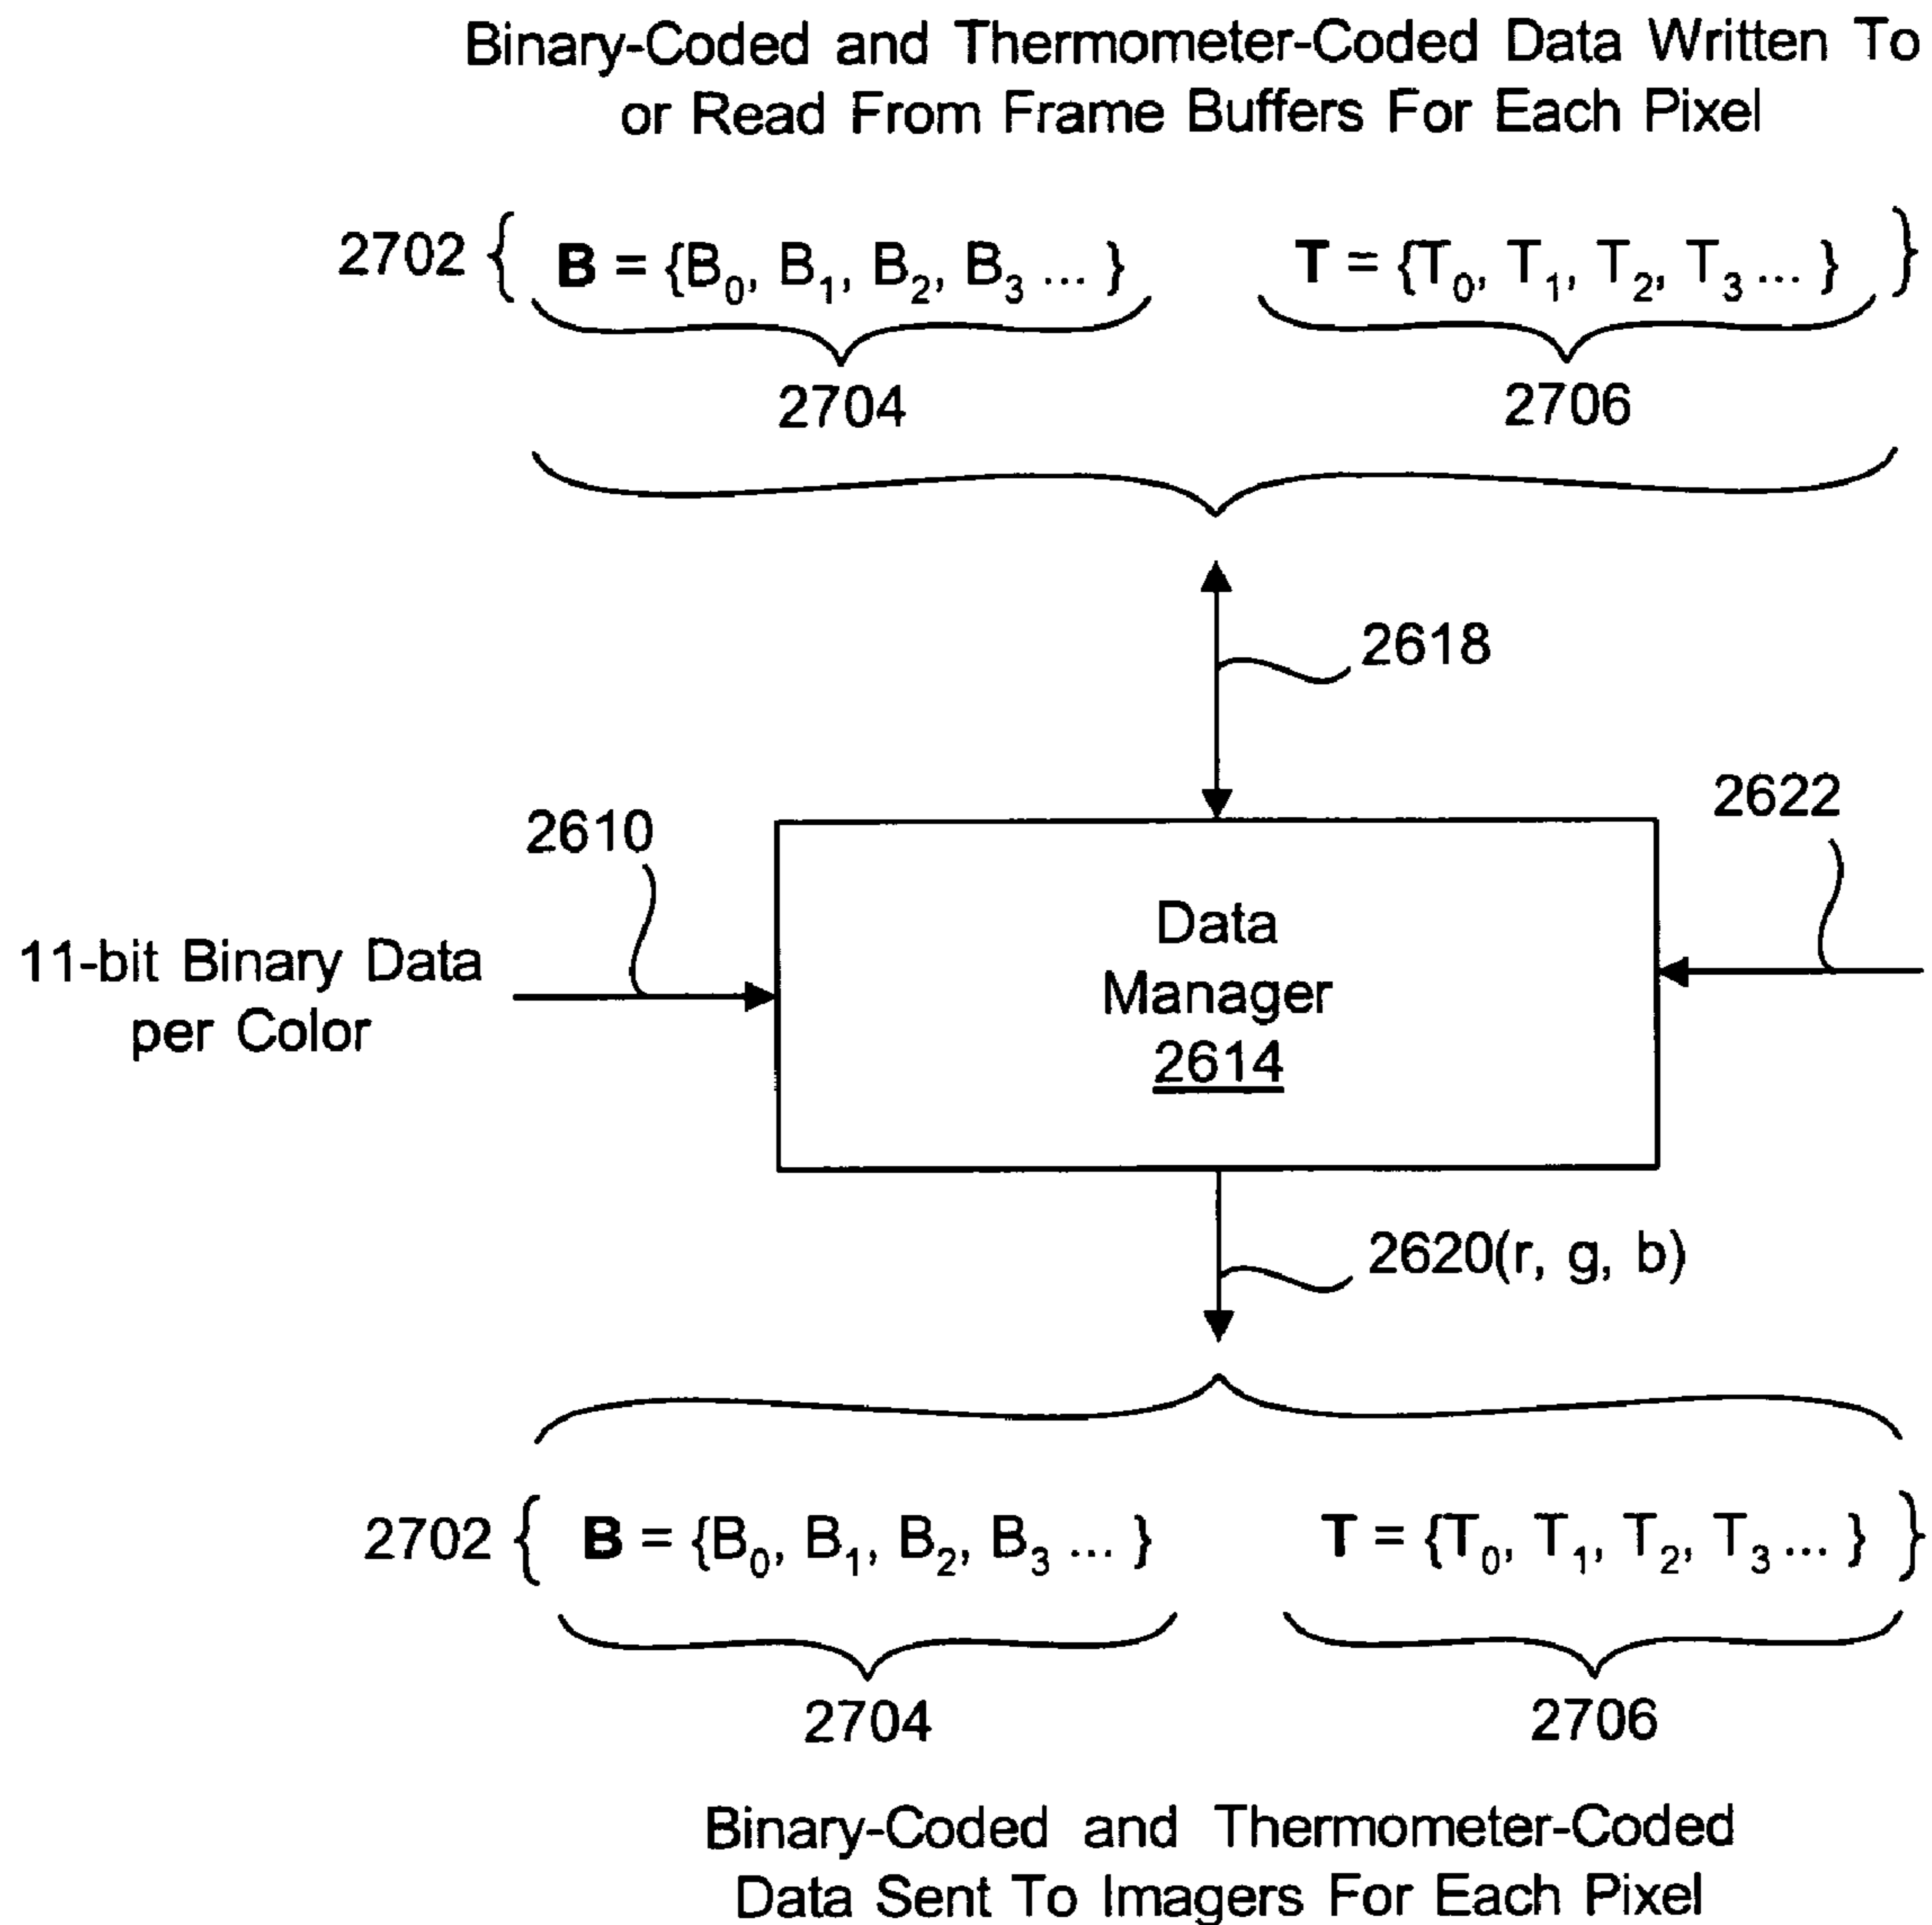 Binary-Coded and Thermometer-Coded Data Written To
or Read From Frame Buffers For Each Pixel
2702 { B = {B₀, B₁, B₂, B₃ ... } T = {T₀, T₁, T₂, T₃ ... } }
2704 2706
2618
2622
2610
11-bit Binary Data
per Color
Data
Manager
2614
2620(r, g, b)
2702 { B = {B₀, B₁, B₂, B₃ ... } T = {T₀, T₁, T₂, T₃ ... } }
2704 2706
Binary-Coded and Thermometer-Coded
Data Sent To Imagers For Each Pixel